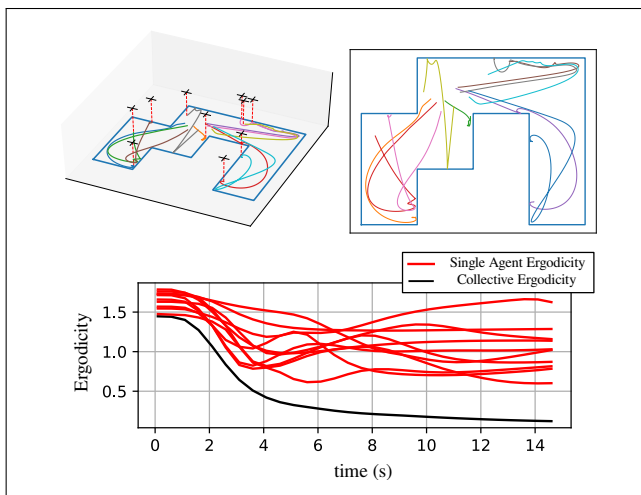 Single Agent Ergodicity
Collective Ergodicity
Ergodicity
1.5
1.0
0.5
0 2 4 6 8 10 12 14
time (s)